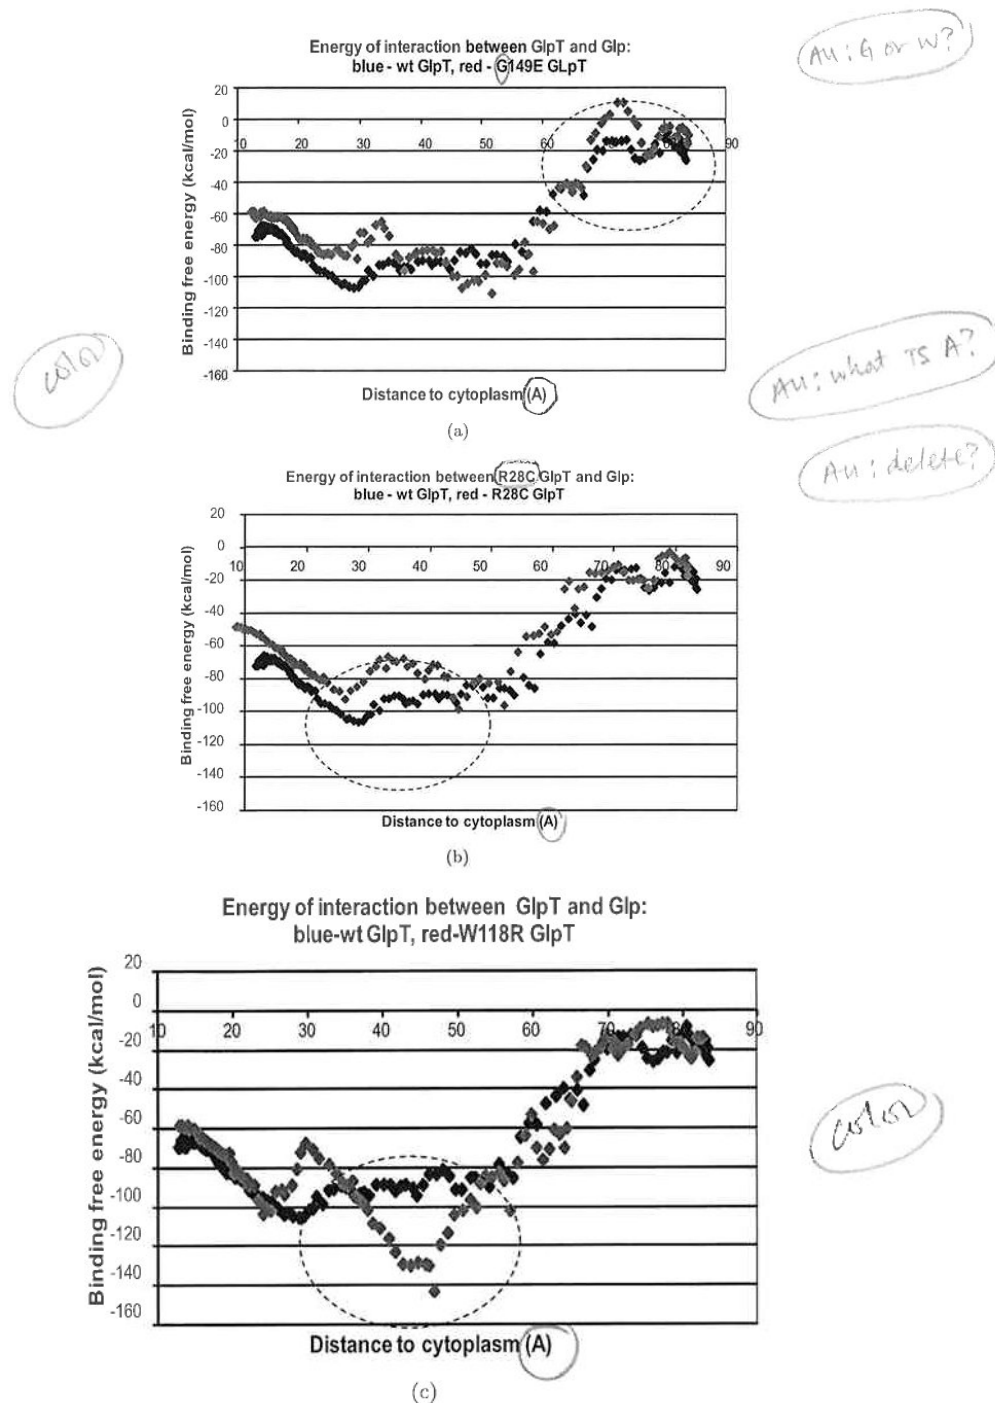 Au: G or W?
Energy of interaction between GlpT and Glp:
blue - wt GlpT, red - G149E GLpT
20
0
10 20 30 40 50 60 70 80 90
-20
-40
-60
-80
-100
-120
-140
-160
Binding free energy (kcal/mol)
Distance to cytoplasm (A)
(a)
color
Au: what is A?
Au: delete?
Energy of interaction between R28C GlpT and Glp:
blue - wt GlpT, red - R28C GlpT
20
0
10 20 30 40 50 60 70 80 90
-20
-40
-60
-80
-100
-120
-140
-160
Binding free energy (kcal/mol)
Distance to cytoplasm (A)
(b)
Energy of interaction between GlpT and Glp:
blue-wt GlpT, red-W118R GlpT
20
0
10 20 30 40 50 60 70 80 90
-20
-40
-60
-80
-100
-120
-140
-160
Binding free energy (kcal/mol)
Distance to cytoplasm (A)
(c)
color